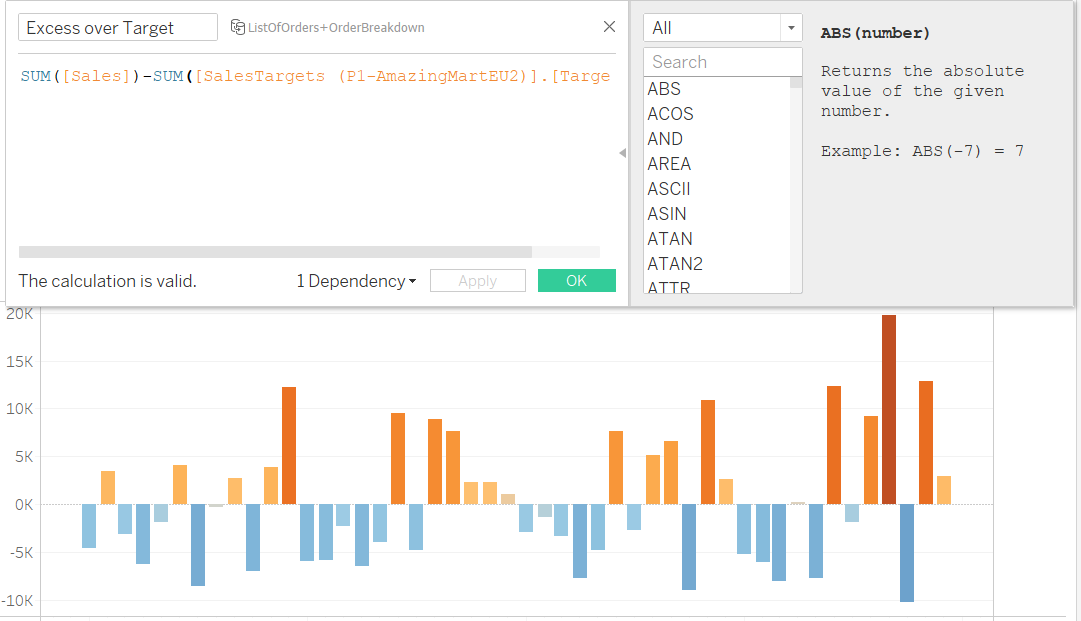 Excess over Target
ListOfOrders+OrderBreakdown
SUM([Sales])-SUM([SalesTargets (P1-AmazingMartEU2)].[Targe
The calculation is valid.
1 Dependency
Apply
OK
All
Search
ABS
ACOS
AND
AREA
ASCII
ASIN
ATAN
ATAN2
ATTR
ABS(number)
Returns the absolute
value of the given
number.
Example: ABS(-7) = 7
20K
15K
10K
5K
0K
-5K
-10K